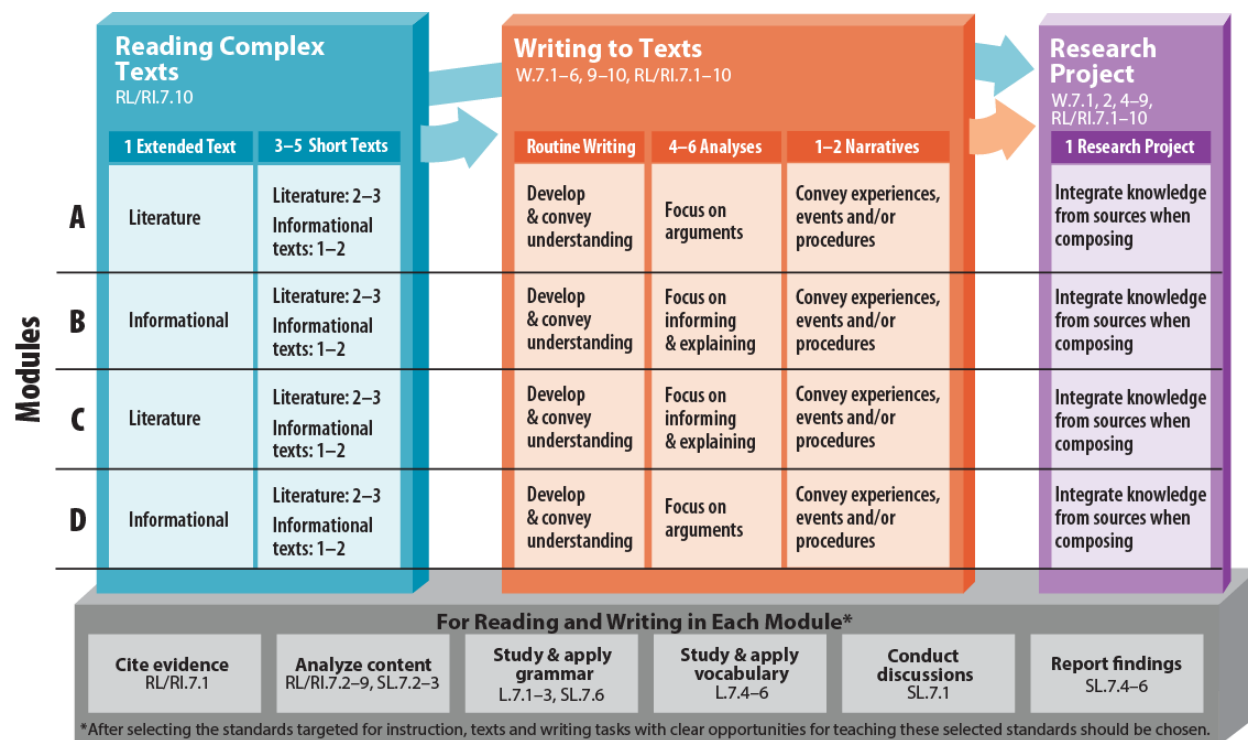 Reading Complex
Texts
RL/RI.7.10
1 Extended Text
3–5 Short Texts
Writing to Texts
W.7.1–6, 9–10, RL/RI.7.1–10
Routine Writing
4–6 Analyses
1–2 Narratives
Research
Project
W.7.1, 2, 4–9,
RL/RI.7.1–10
1 Research Project
Modules
A
Literature
Literature: 2–3
Informational
texts: 1–2
Develop
& convey
understanding
Focus on
arguments
Convey experiences,
events and/or
procedures
Integrate knowledge
from sources when
composing
B
Informational
Literature: 2–3
Informational
texts: 1–2
Develop
& convey
understanding
Focus on
informing
& explaining
Convey experiences,
events and/or
procedures
Integrate knowledge
from sources when
composing
C
Literature
Literature: 2–3
Informational
texts: 1–2
Develop
& convey
understanding
Focus on
informing
& explaining
Convey experiences,
events and/or
procedures
Integrate knowledge
from sources when
composing
D
Informational
Literature: 2–3
Informational
texts: 1–2
Develop
& convey
understanding
Focus on
arguments
Convey experiences,
events and/or
procedures
Integrate knowledge
from sources when
composing
For Reading and Writing in Each Module*
Cite evidence
RL/RI.7.1
Analyze content
RL/RI.7.2–9, SL.7.2–3
Study & apply
grammar
L.7.1–3, SL.7.6
Study & apply
vocabulary
L.7.4–6
Conduct
discussions
SL.7.1
Report findings
SL.7.4–6
*After selecting the standards targeted for instruction, texts and writing tasks with clear opportunities for teaching these selected standards should be chosen.